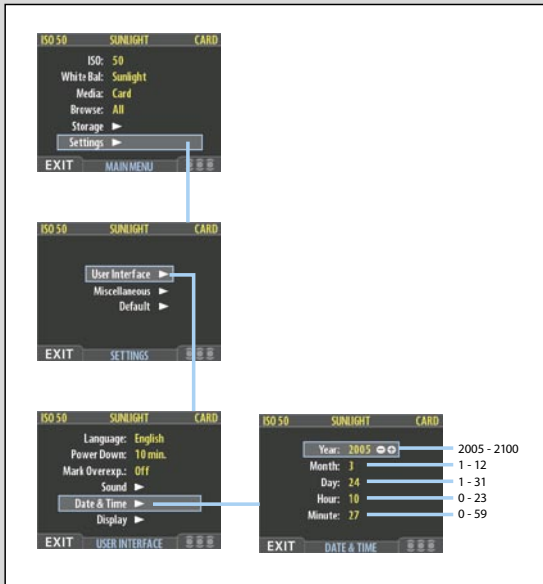 ISO 50 SUNLIGHT CARD
ISO: 50
White Bal: Sunlight
Media: Card
Browse: All
Storage ►
Settings ►
EXIT MAIN MENU
ISO 50 SUNLIGHT CARD
User Interface ►
Miscellaneous ►
Default ►
EXIT SETTINGS
ISO 50 SUNLIGHT CARD
Language: English
Power Down: 10 min.
Mark Overexp.: Off
Sound ►
Date & Time ►
Display ►
EXIT USER INTERFACE
ISO 50 SUNLIGHT CARD
Year: 2005 2005 - 2100
Month: 3 1 - 12
Day: 24 1 - 31
Hour: 10 0 - 23
Minute: 27 0 - 59
EXIT DATE & TIME